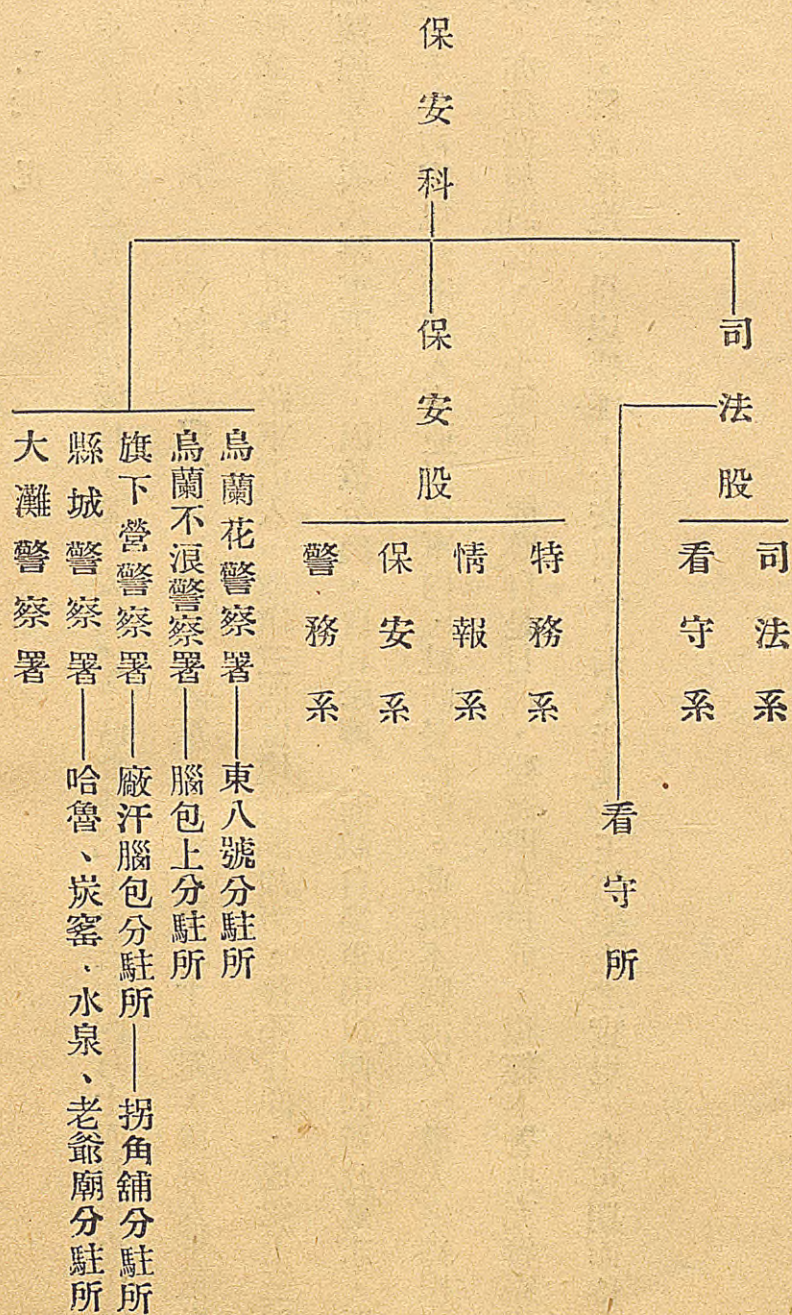 保安科
司法股
司法系
看守系
看守所
保安股
特務系
情報系
保安系
警務系
烏蘭花警察署——東八號分駐所
烏蘭不浪警察署——腦包上分駐所
旗下營警察署——廠汗腦包分駐所——拐角舖分駐所
縣城警察署——哈魯、炭窰、水泉、老爺廟分駐所
大灘警察署